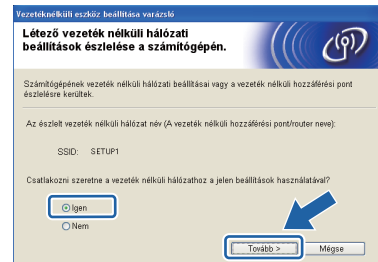 Vezetéknélküli eszköz beállítása varázsló
Létező vezeték nélküli hálózati
beállítások észlelése a számítógépén.
Számítógépének vezeték nélküli hálózati beállításai vagy a vezeték nélküli hozzáférési pont
észlelésre kerültek.
Az észlelt vezeték nélküli hálózat név (A vezeték nélküli hozzáférési pont/router neve):
SSID: SETUP1
Csatlakozni szeretne a vezeték nélküli hálózathoz a jelen beállítások használatával?
Igen
Nem
Tovább > Mégse